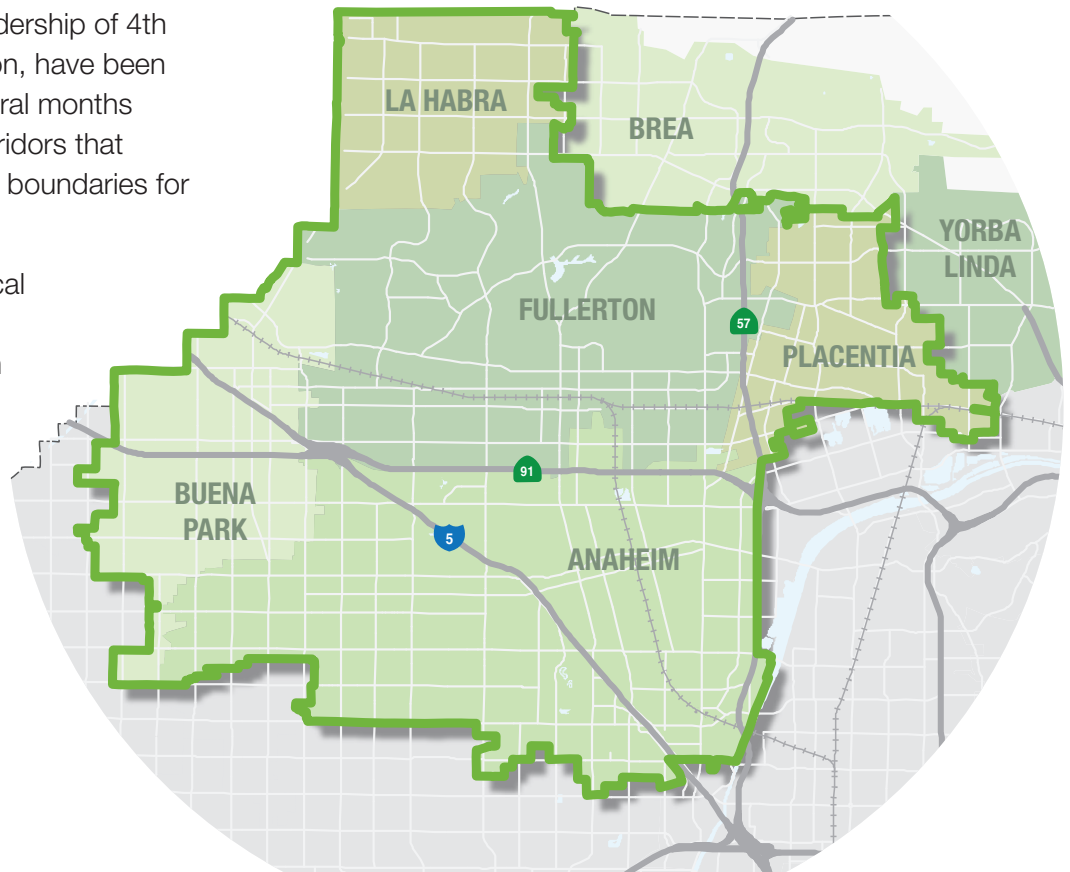 dership of 4th
on, have been
ral months
ridors that
boundaries for
cal
LA HABRA
BREA
YORBA
LINDA
FULLERTON
57
PLACENTIA
91
BUENA
PARK
5
ANAHEIM